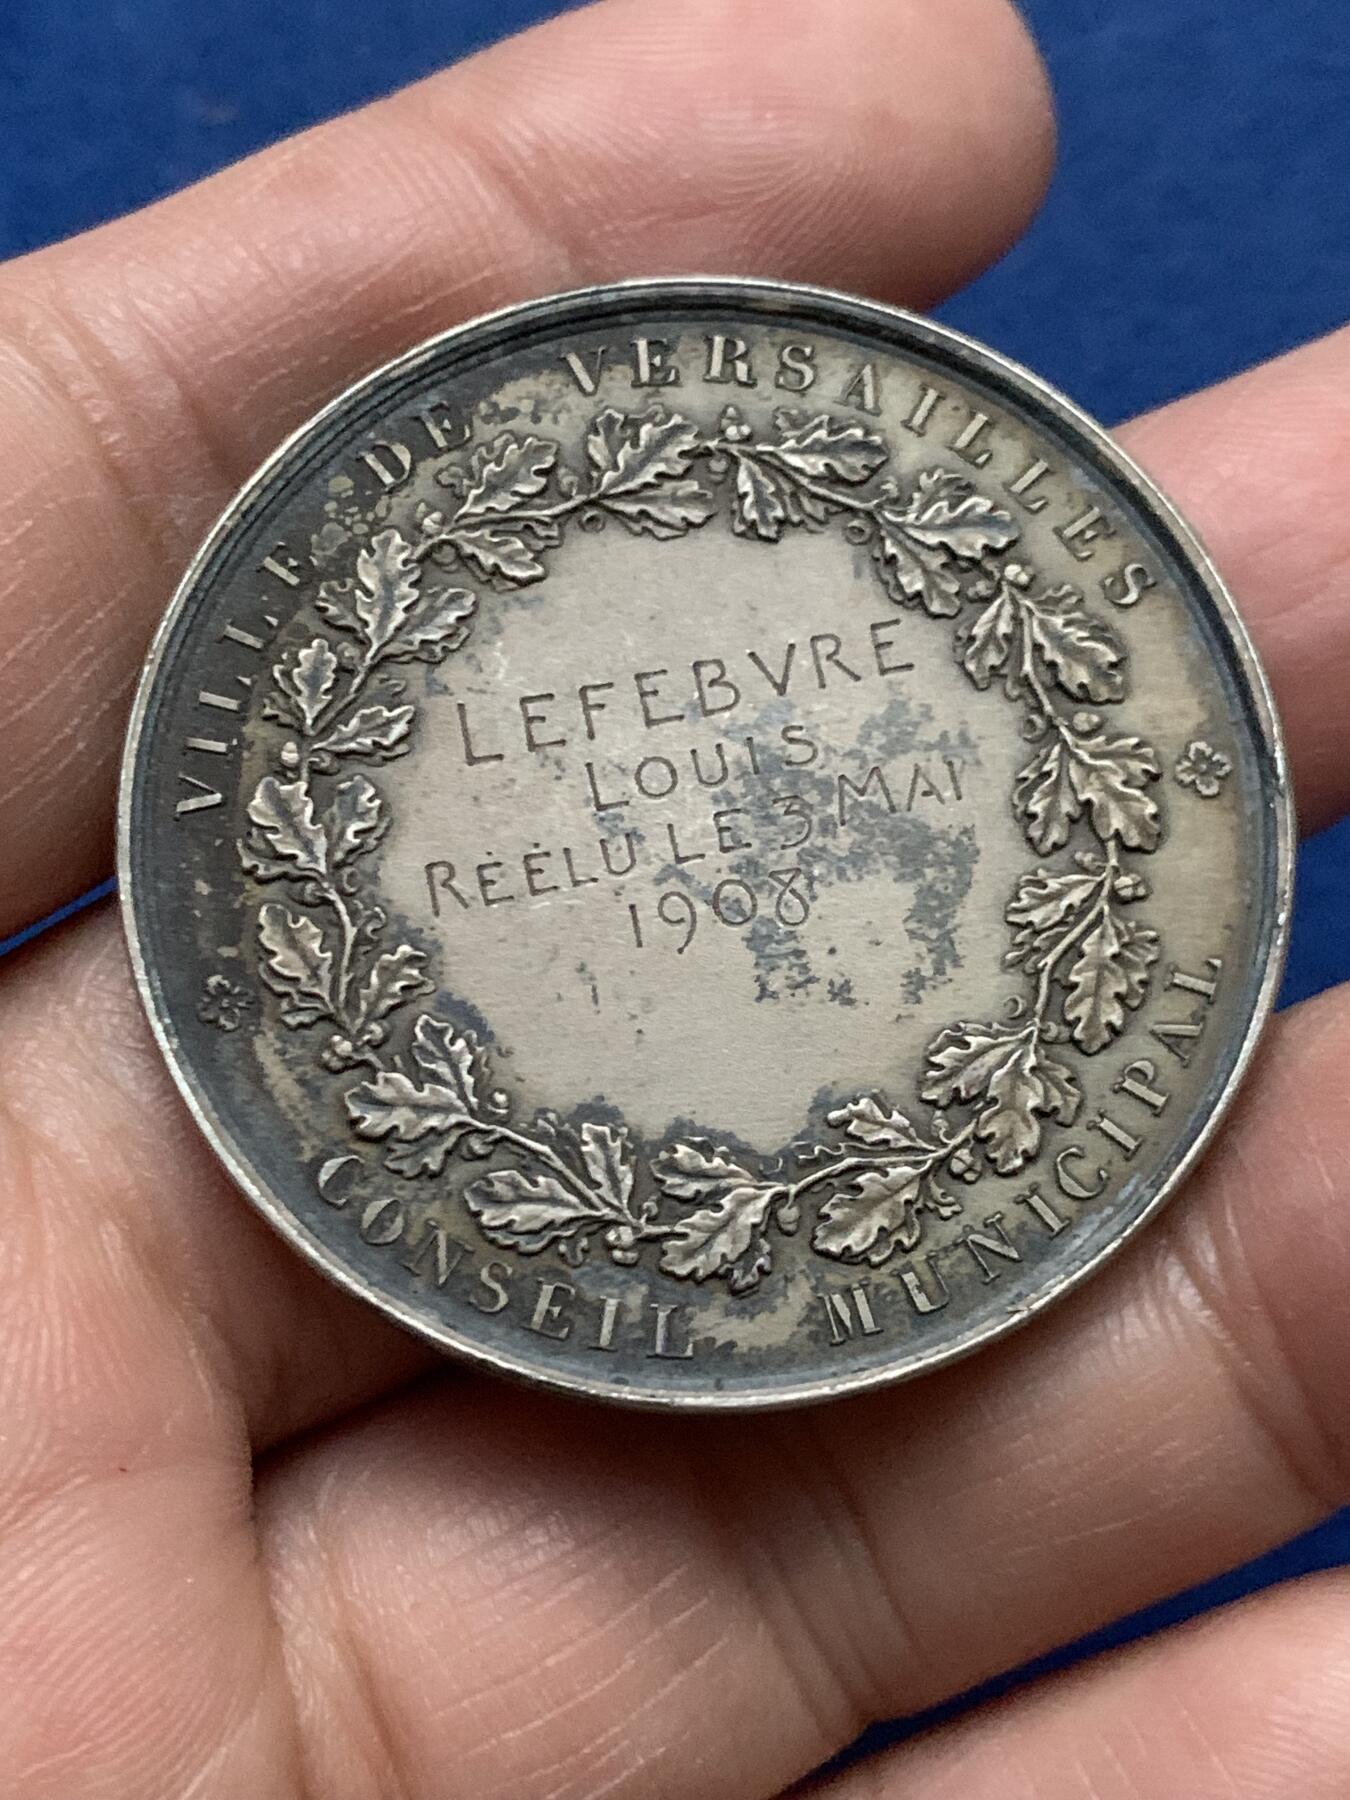 VILLE DE VERSAILLES
LEFEBVRE
LOUIS
RÉÉLU LE 3 MAI
1908
CONSEIL MUNICIPAL